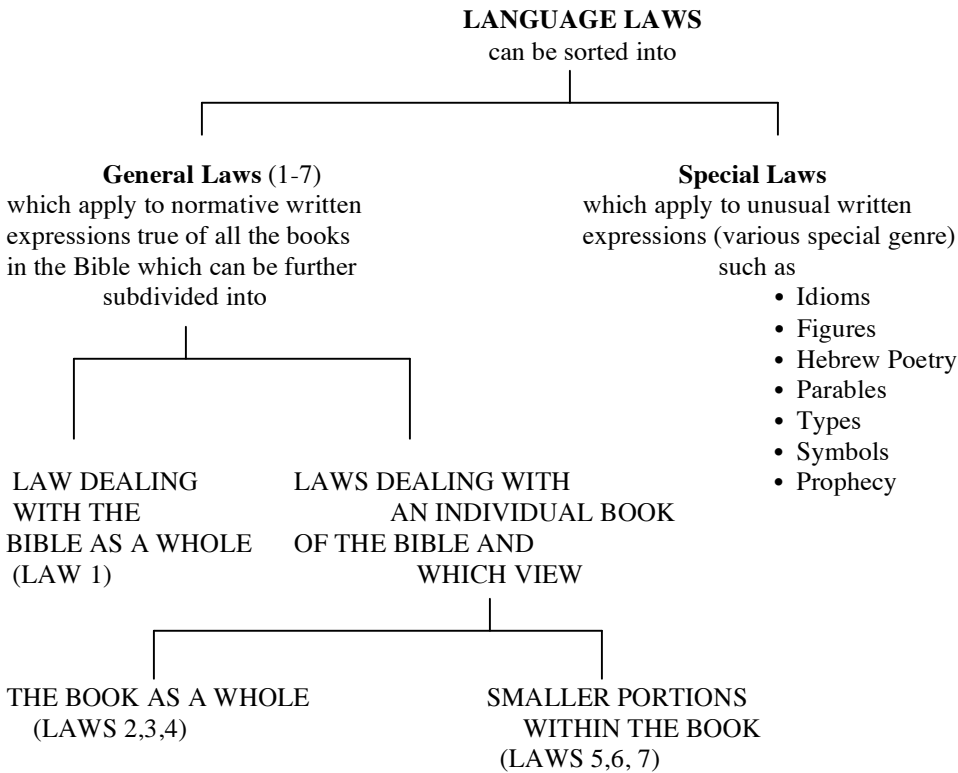 LANGUAGE LAWS
can be sorted into
General Laws (1-7)
which apply to normative written
expressions true of all the books
in the Bible which can be further
subdivided into
Special Laws
which apply to unusual written
expressions (various special genre)
such as
• Idioms
• Figures
• Hebrew Poetry
• Parables
• Types
• Symbols
• Prophecy
LAW DEALING
WITH THE
BIBLE AS A WHOLE
(LAW 1)
LAWS DEALING WITH
AN INDIVIDUAL BOOK
OF THE BIBLE AND
WHICH VIEW
THE BOOK AS A WHOLE
(LAWS 2,3,4)
SMALLER PORTIONS
WITHIN THE BOOK
(LAWS 5,6, 7)